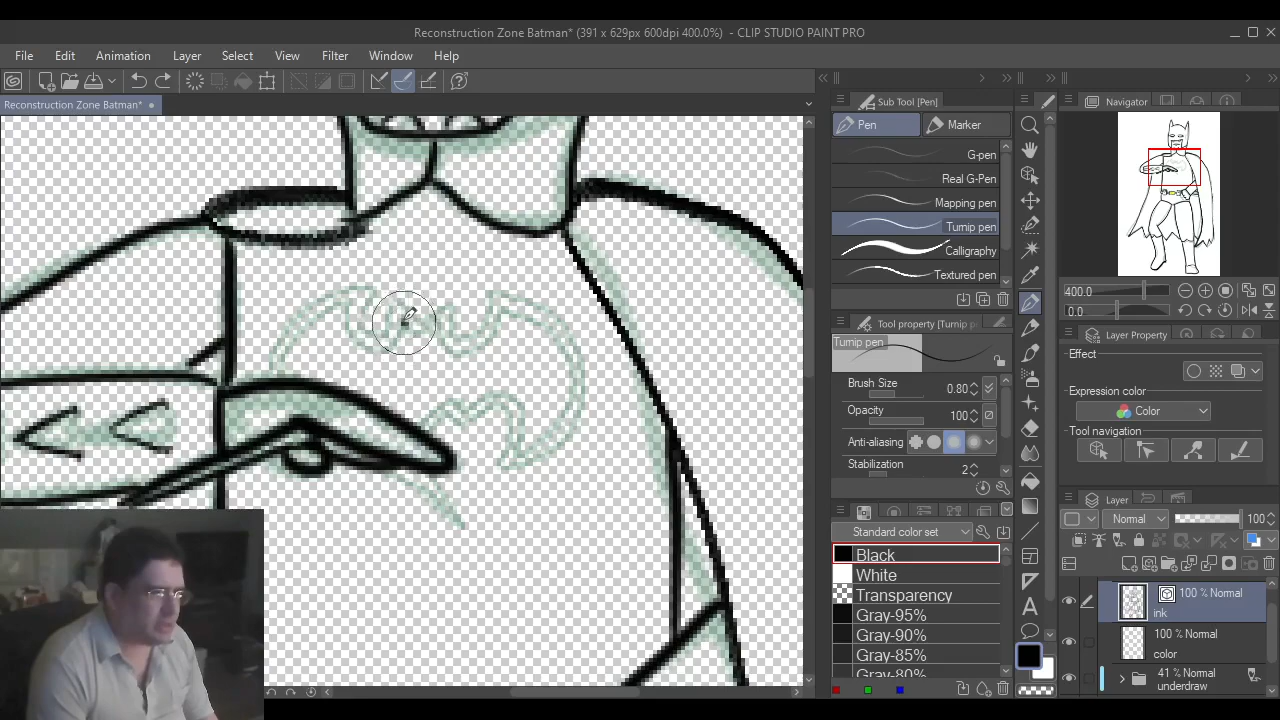 Reconstruction Zone Batman* (391 x 629px 600dpi 400.0%) - CLIP STUDIO PAINT PRO
File Edit Animation Layer Select View Filter Window Help
Reconstruction Zone Batman*
Sub Tool [Pen]
Navigator
Pen
Marker
G-pen
Real G-Pen
Mapping pen
Turnip pen
Calligraphy
Textured pen
400.0
0.0
Tool property [Turnip pen
Layer Property
Turnip pen
Effect
Brush Size 0.80
Expression color
Opacity 100
Color
Anti-aliasing
Tool navigation
Stabilization 2
Layer
Standard color set
Normal 100
Black
White
Transparency
Gray-95%
Gray-90%
Gray-85%
Gray-80%
100 % Normal
ink
100 % Normal
color
41 % Normal
underdraw